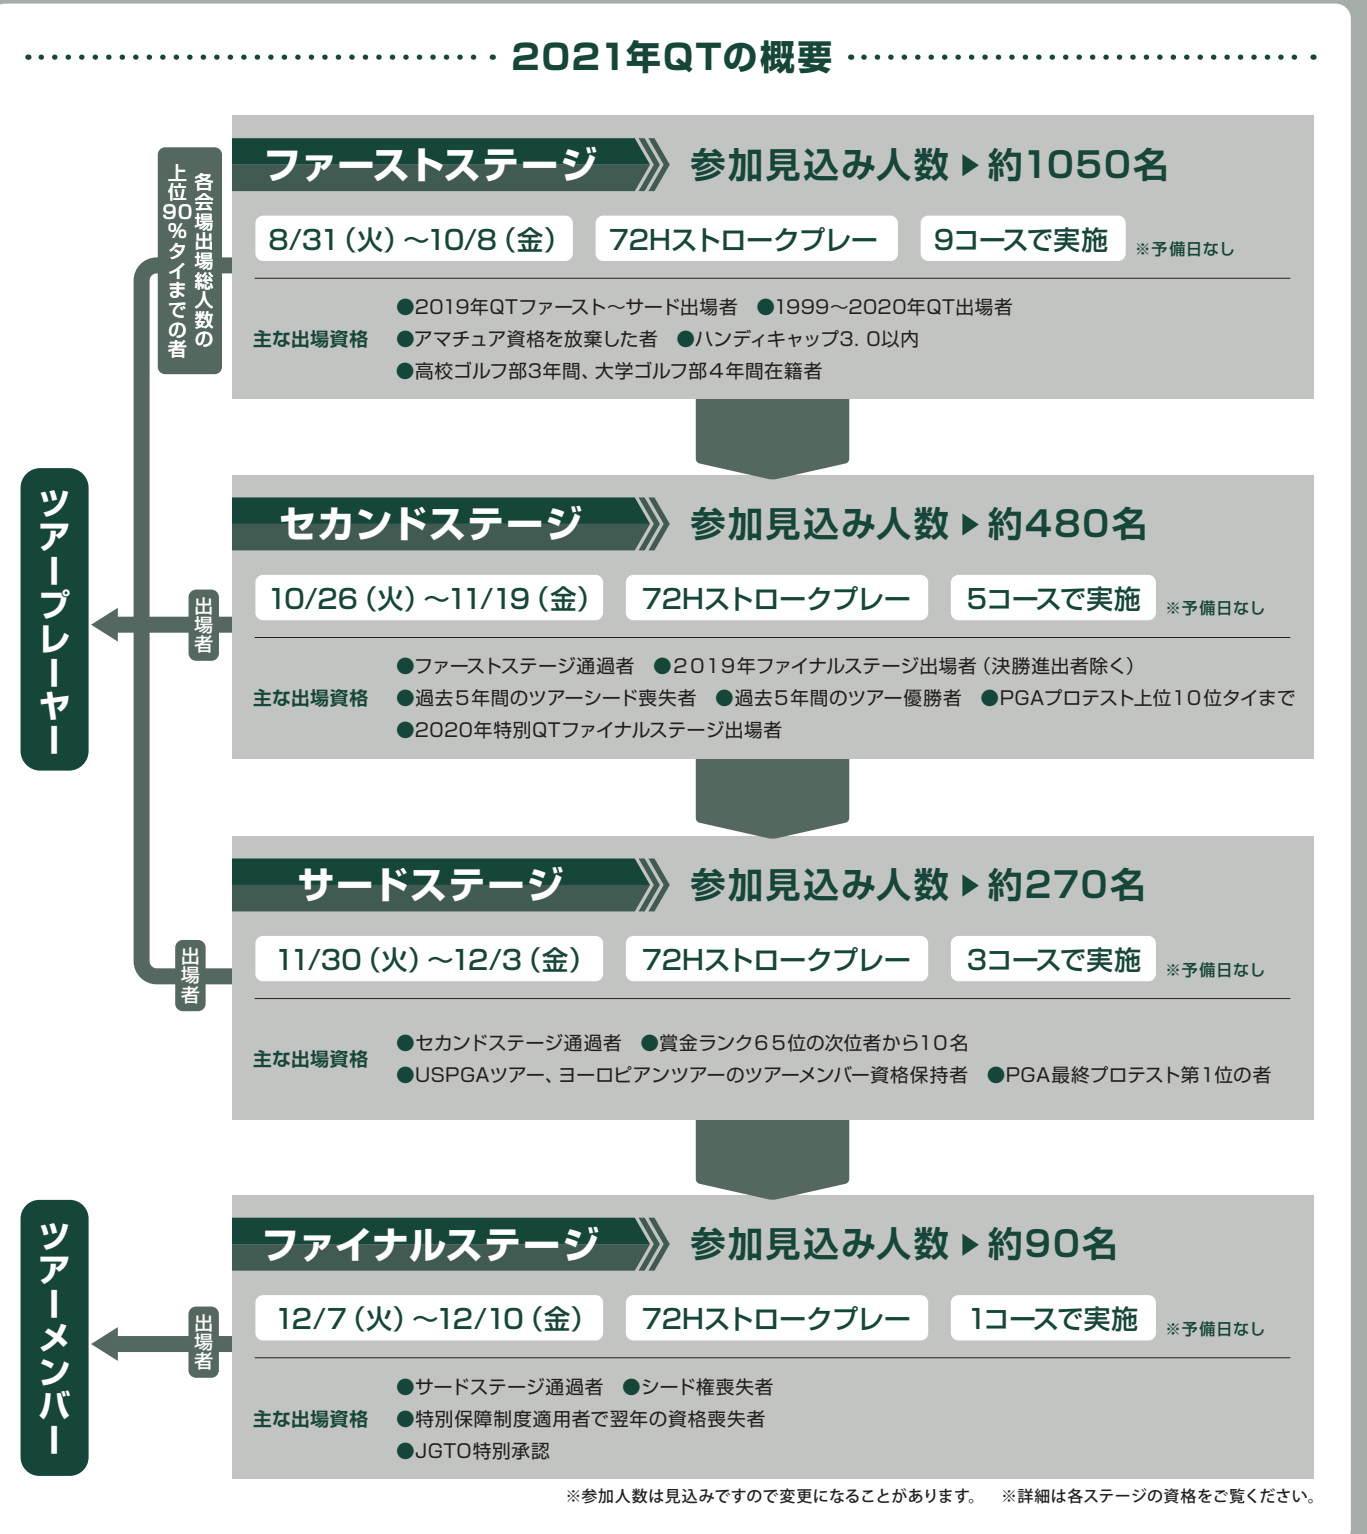 2021年QTの概要
ファーストステージ
参加見込み人数 ▶ 約1050名
8/31（火）～10/8（金）
72Hストロークプレー
9コースで実施
※予備日なし
主な出場資格
●2019年QTファースト～サード出場者　●1999～2020年QT出場者
●アマチュア資格を放棄した者　●ハンディキャップ3. 0以内
●高校ゴルフ部3年間、大学ゴルフ部４年間在籍者
各会場出場総人数の
上位90％タイまでの者
ツアープレーヤー
セカンドステージ
参加見込み人数 ▶ 約480名
10/26（火）～11/19（金）
72Hストロークプレー
5コースで実施
※予備日なし
出場者
主な出場資格
●ファーストステージ通過者　●2019年ファイナルステージ出場者（決勝進出者除く）
●過去５年間のツアーシード喪失者　●過去５年間のツアー優勝者　●PGAプロテスト上位10位タイまで
●2020年特別QTファイナルステージ出場者
サードステージ
参加見込み人数 ▶ 約270名
11/30（火）～12/3（金）
72Hストロークプレー
3コースで実施
※予備日なし
出場者
主な出場資格
●セカンドステージ通過者　●賞金ランク６５位の次位者から10名
●USPGAツアー、ヨーロピアンツアーのツアーメンバー資格保持者　●PGA最終プロテスト第1位の者
ツアーメンバー
ファイナルステージ
参加見込み人数 ▶ 約90名
12/7（火）～12/10（金）
72Hストロークプレー
1コースで実施
※予備日なし
出場者
主な出場資格
●サードステージ通過者　●シード権喪失者
●特別保障制度適用者で翌年の資格喪失者
●JGTO特別承認
※参加人数は見込みですので変更になることがあります。　※詳細は各ステージの資格をご覧ください。